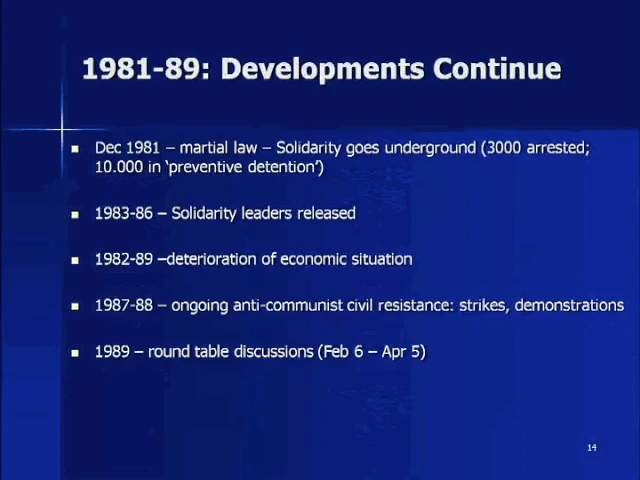 1981-89: Developments Continue
Dec 1981 – martial law – Solidarity goes underground (3000 arrested;
10.000 in ‘preventive detention’)
1983-86 – Solidarity leaders released
1982-89 –deterioration of economic situation
1987-88 – ongoing anti-communist civil resistance: strikes, demonstrations
1989 – round table discussions (Feb 6 – Apr 5)
14